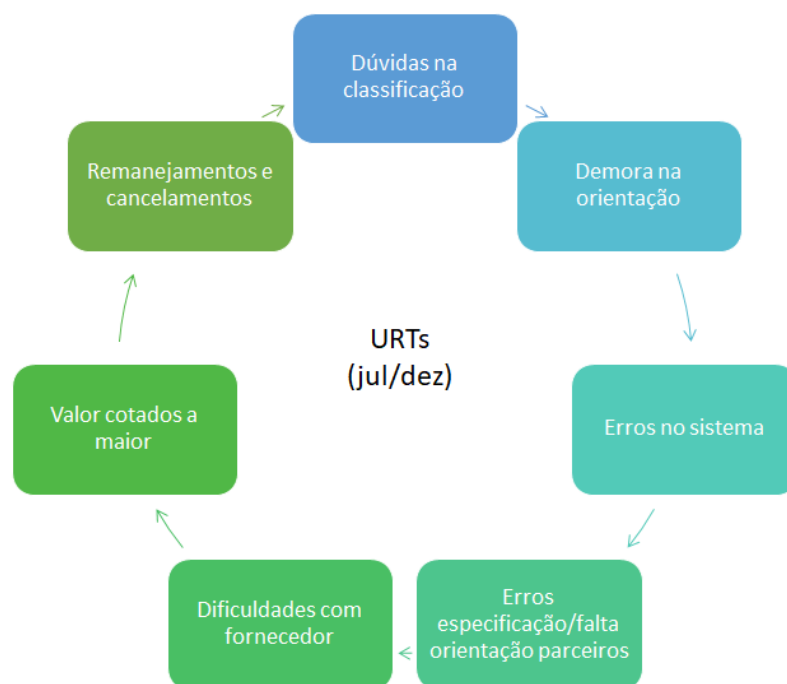 Dúvidas na
classificação
Demora na
orientação
Erros no sistema
Erros
especificação/falta
orientação parceiros
Dificuldades com
fornecedor
Valor cotados a
maior
Remanejamentos e
cancelamentos
URTs
(jul/dez)